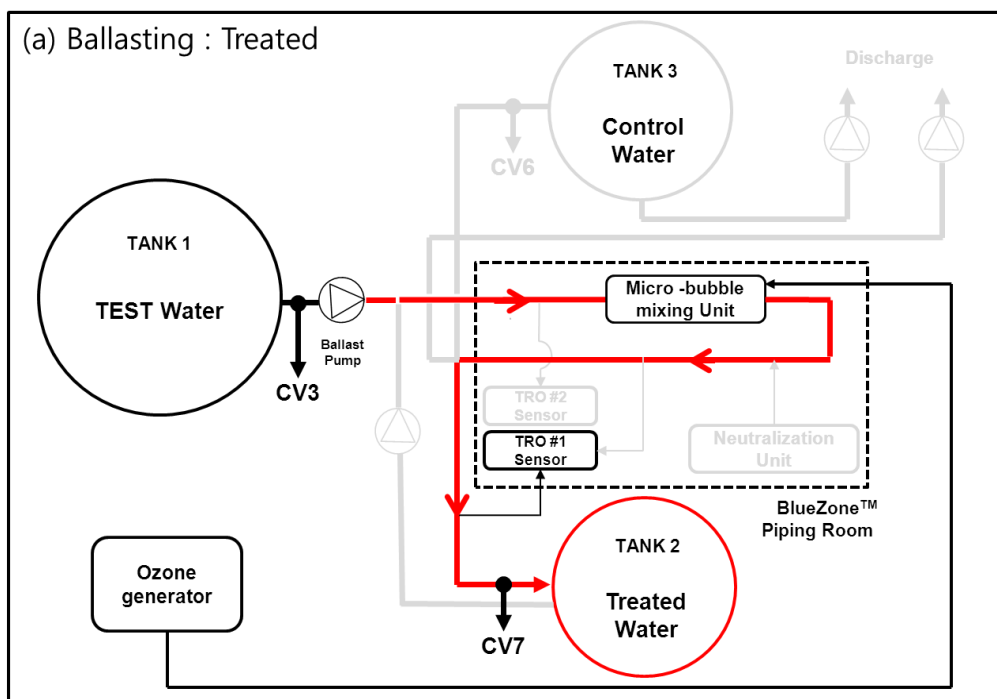 (a) Ballasting : Treated
TANK 3
Control
Water
Discharge
CV6
TANK 1
TEST Water
Ballast
Pump
CV3
Micro -bubble
mixing Unit
TRO #2
Sensor
TRO #1
Sensor
Neutralization
Unit
BlueZone™
Piping Room
TANK 2
Treated
Water
CV7
Ozone
generator